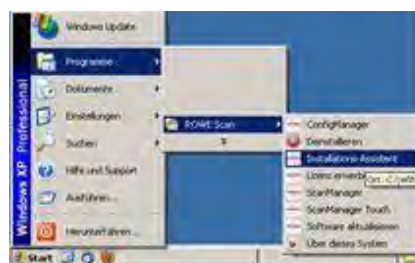 Windows Update
Programme
Dokumente
Einstellungen
Suchen
Hilfe und Support
Ausführen...
Herunterfahren...
Windows XP Professional
Start
ROWE Scan
ConfigManager
Deinstallieren
Installations-Assistent
Lizenz
Ort:
ScanManager
ScanManager Touch
Software aktualisieren
Über dieses System